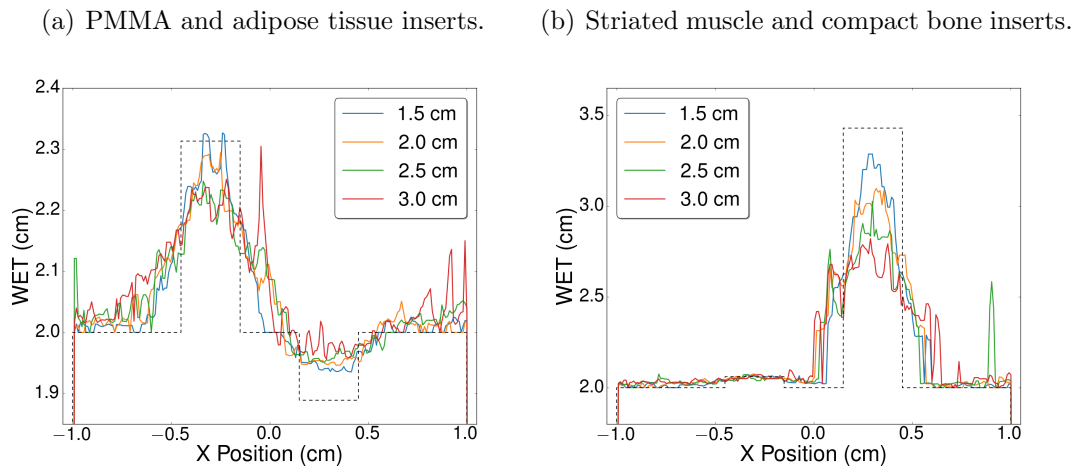 (a) PMMA and adipose tissue inserts.
(b) Striated muscle and compact bone inserts.
2.4
2.3
2.2
2.1
2.0
1.9
WET (cm)
−1.0
−0.5
0.0
0.5
1.0
X Position (cm)
1.5 cm
2.0 cm
2.5 cm
3.0 cm
3.5
3.0
2.5
2.0
WET (cm)
−1.0
−0.5
0.0
0.5
1.0
X Position (cm)
1.5 cm
2.0 cm
2.5 cm
3.0 cm